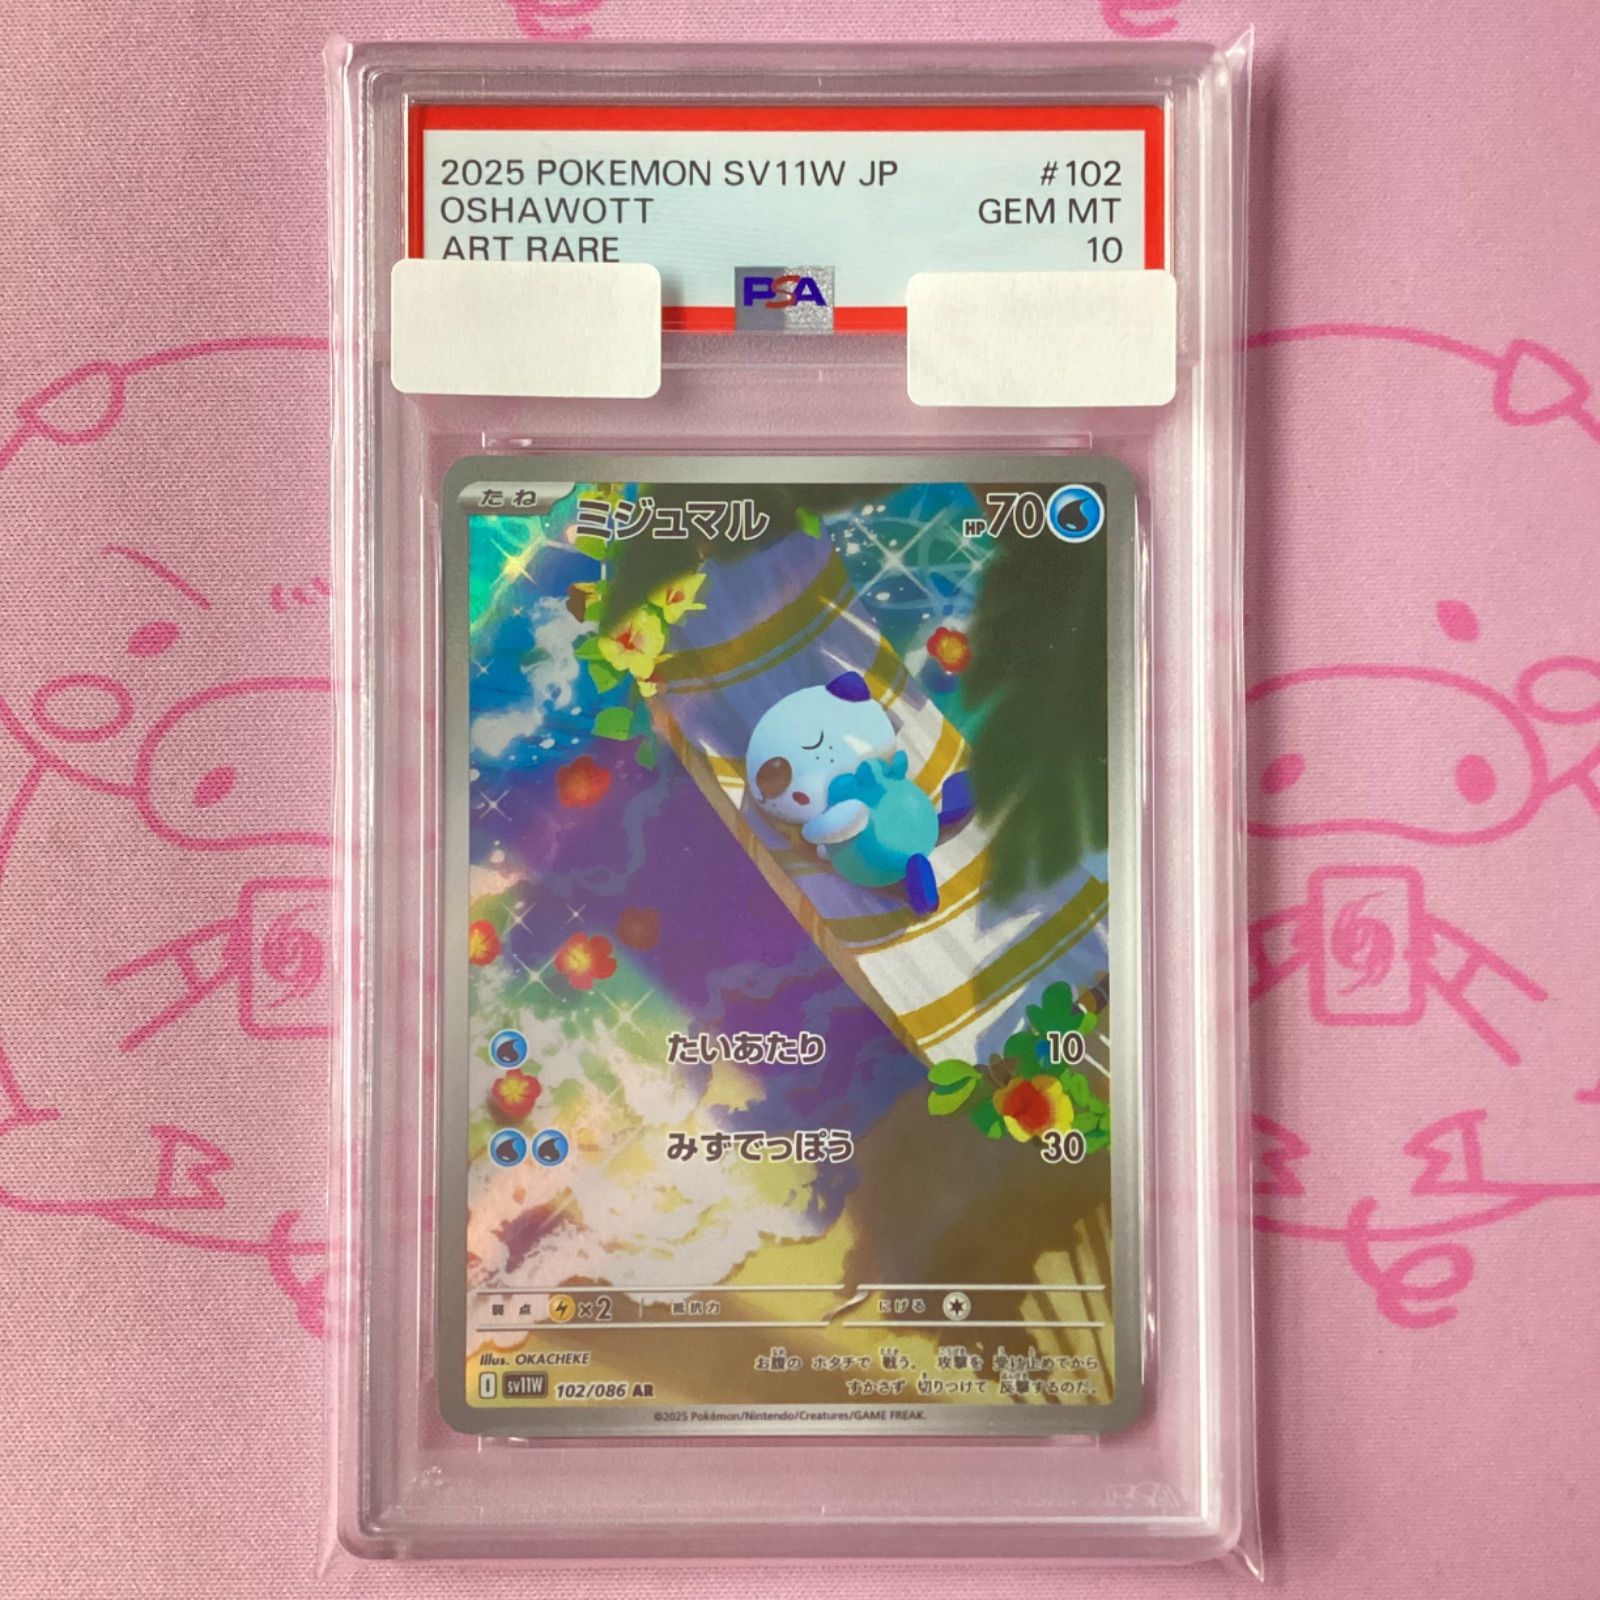 2025 POKEMON SV11W JP #102
OSHAWOTT GEM MT
ART RARE 10
PSA
たね ミジュマル HP70
たいあたり 10
みずでっぽう 30
弱点 ×2 抵抗力 にげる
Illus. OKACHEKE
お腹の ホタチで 戦う。 攻撃を 受け止めてから
すかさず 切りつけて 反撃するのだ。
I sv11W 102/086 AR
©2025 Pokémon/Nintendo/Creatures/GAME FREAK.